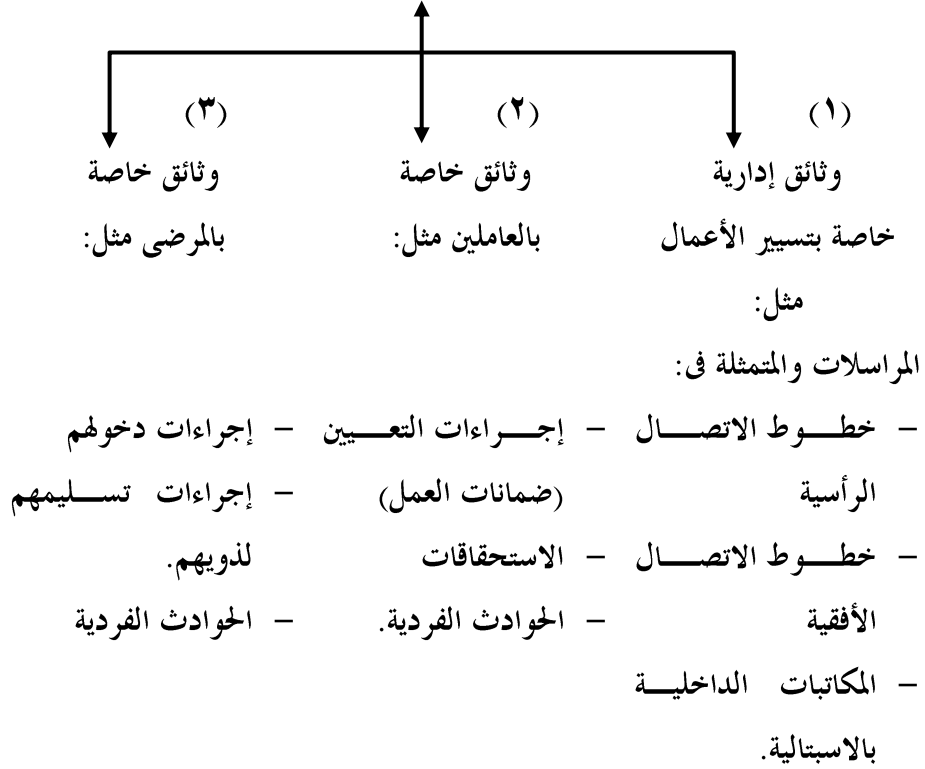 (١)
وثائق إدارية
خاصة بتسيير الأعمال
مثل:
المراسلات والمتمثلة فى:
– خطوط الاتصال
الرأسية
– خطوط الاتصال
الأفقية
– المكاتبات الداخلية
بالاسبتالية.
(٢)
وثائق خاصة
بالعاملين مثل:
– إجراءات التعيين
(ضمانات العمل)
– الاستحقاقات
– الحوادث الفردية.
(٣)
وثائق خاصة
بالمرضى مثل:
– إجراءات دخولهم
– إجراءات تسليمهم
لذويهم.
– الحوادث الفردية